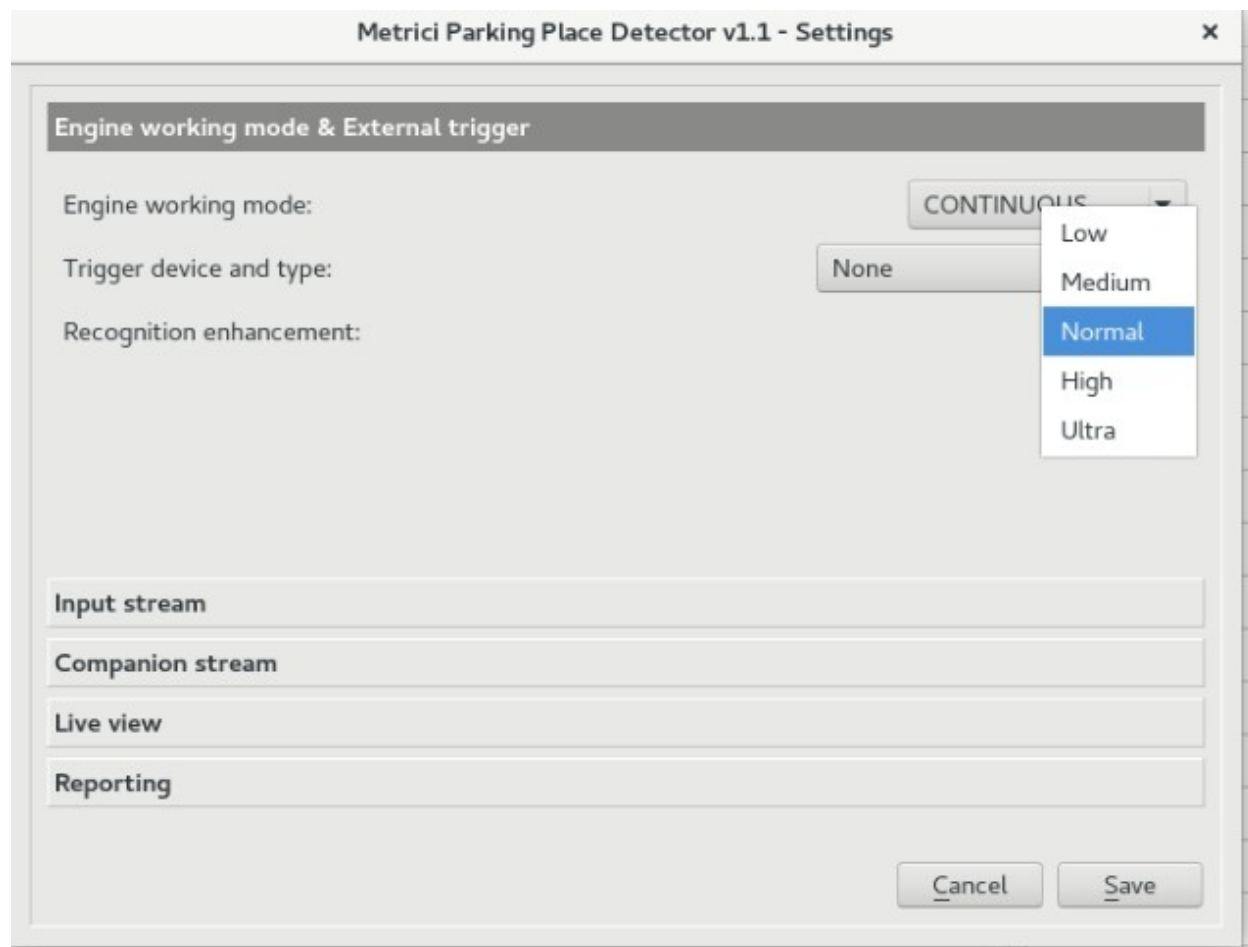 Metrici Parking Place Detector v1.1 - Settings
Engine working mode & External trigger
Engine working mode:
CONTINUOUS
Trigger device and type:
None
Recognition enhancement:
Low
Medium
Normal
High
Ultra
Input stream
Companion stream
Live view
Reporting
Cancel
Save